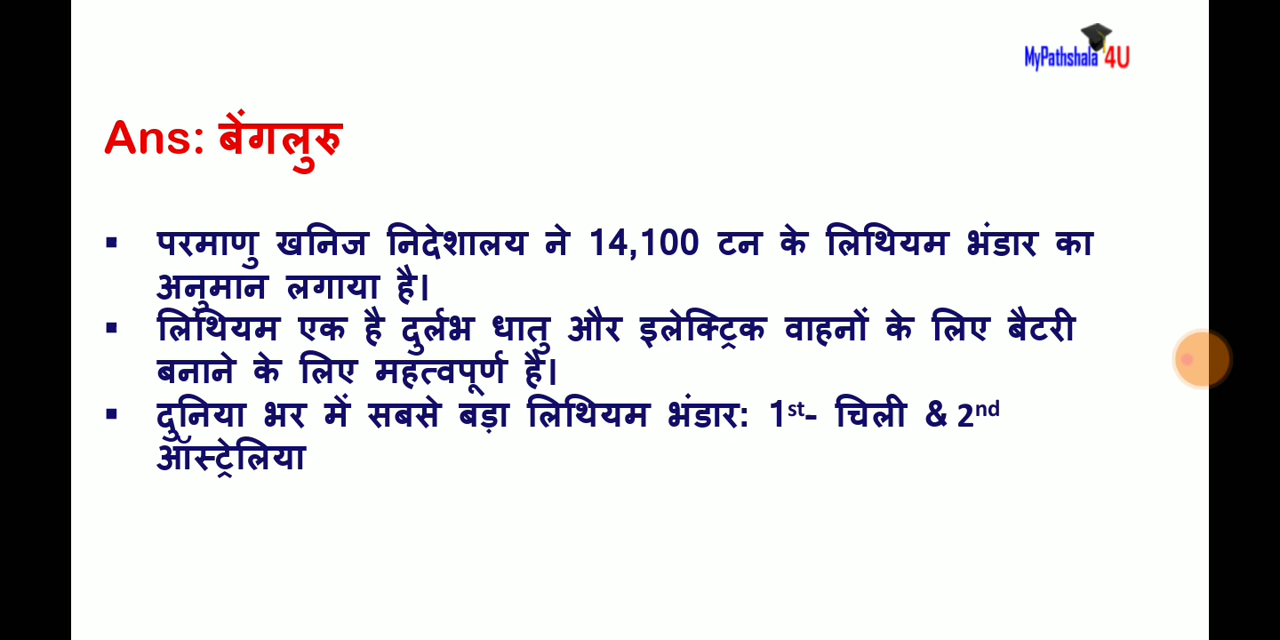 MyPathshala 4U
Ans: बेंगलुरु
▪ परमाणु खनिज निदेशालय ने 14,100 टन के लिथियम भंडार का
अनुमान लगाया है।
▪ लिथियम एक है दुर्लभ धातु और इलेक्ट्रिक वाहनों के लिए बैटरी
बनाने के लिए महत्वपूर्ण है।
▪ दुनिया भर में सबसे बड़ा लिथियम भंडार: 1st- चिली & 2nd
ऑस्ट्रेलिया